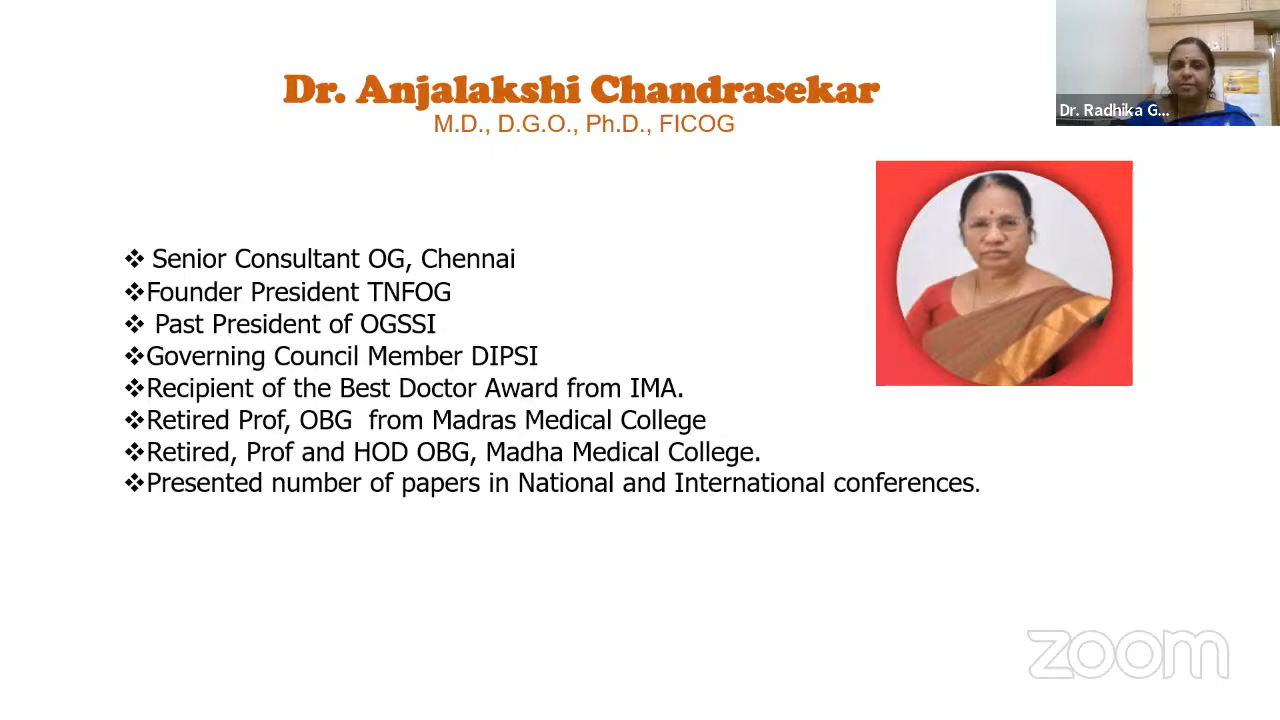 Dr. Anjalakshi Chandrasekar
M.D., D.G.O., Ph.D., FICOG
Dr. Radhika G...
❖ Senior Consultant OG, Chennai
❖Founder President TNFOG
❖ Past President of OGSSI
❖Governing Council Member DIPSI
❖Recipient of the Best Doctor Award from IMA.
❖Retired Prof, OBG from Madras Medical College
❖Retired, Prof and HOD OBG, Madha Medical College.
❖Presented number of papers in National and International conferences.
zoom